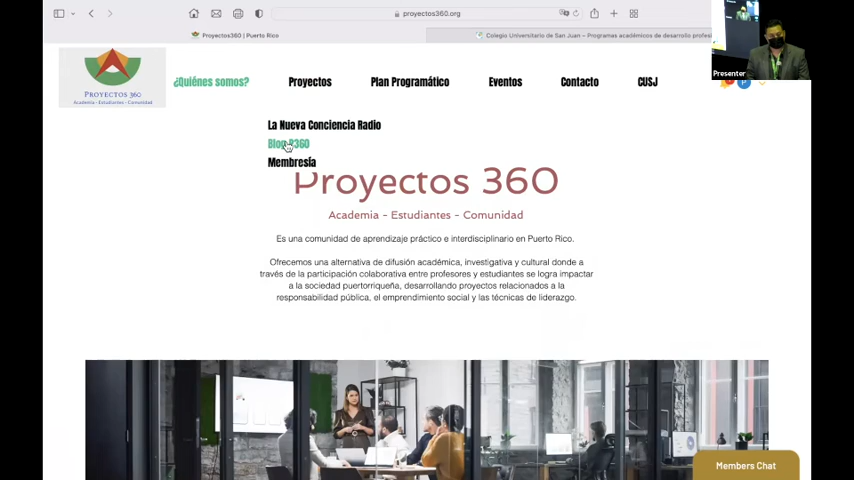 proyectos360.org
Proyectos360 | Puerto Rico
Colegio Universitario de San Juan – Programas académicos de desarrollo profesi
Presenter
PROYECTOS 360
Academia - Estudiantes - Comunidad
¿Quiénes somos?
Proyectos
Plan Programático
Eventos
Contacto
CUSJ
La Nueva Conciencia Radio
Blog P360
Membresía
Proyectos 360
Academia - Estudiantes - Comunidad
Es una comunidad de aprendizaje práctico e interdisciplinario en Puerto Rico.
Ofrecemos una alternativa de difusión académica, investigativa y cultural donde a
través de la participación colaborativa entre profesores y estudiantes se logra impactar
a la sociedad puertorriqueña, desarrollando proyectos relacionados a la
responsabilidad pública, el emprendimiento social y las técnicas de liderazgo.
Members Chat